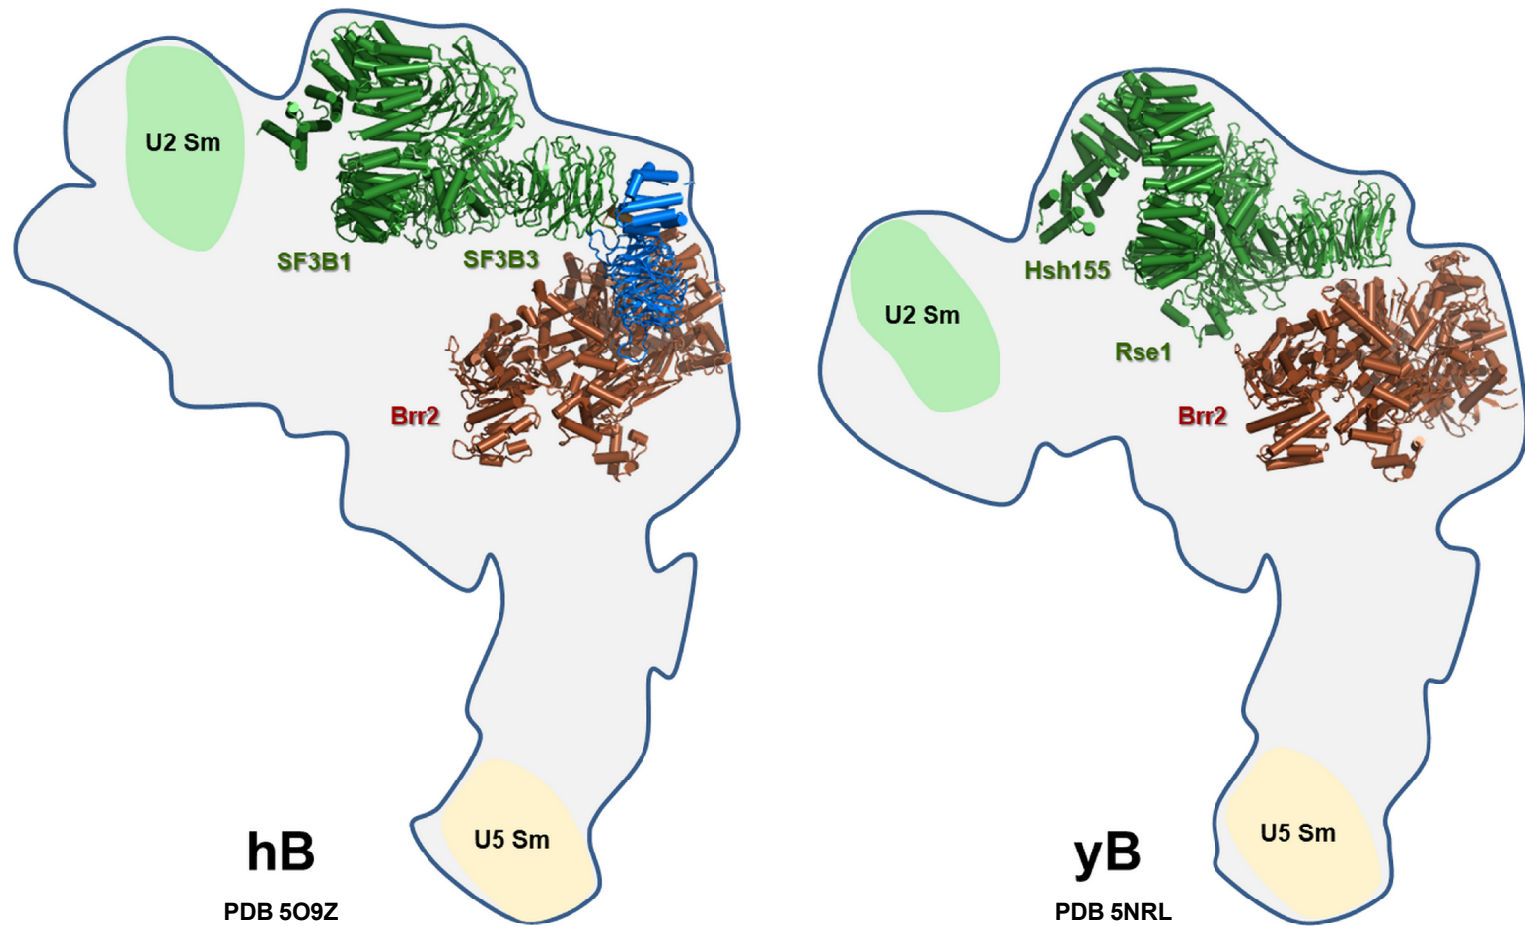 U2 Sm
SF3B1
SF3B3
Brr2
U5 Sm
hB
PDB 5O9Z
U2 Sm
Hsh155
Rse1
Brr2
U5 Sm
yB
PDB 5NRL